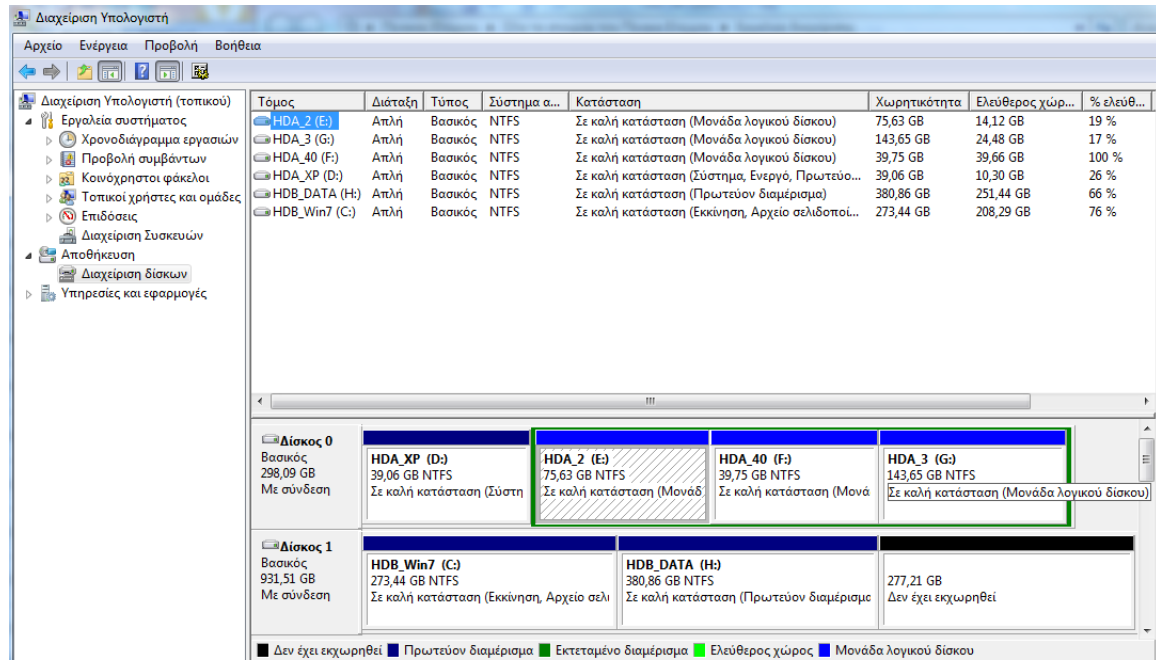 Διαχείριση Υπολογιστή
Αρχείο Ενέργεια Προβολή Βοήθεια
Διαχείριση Υπολογιστή (τοπικού)
Εργαλεία συστήματος
Χρονοδιάγραμμα εργασιών
Προβολή συμβάντων
Κοινόχρηστοι φάκελοι
Τοπικοί χρήστες και ομάδες
Επιδόσεις
Διαχείριση Συσκευών
Αποθήκευση
Διαχείριση δίσκων
Υπηρεσίες και εφαρμογές
Τόμος Διάταξη Τύπος Σύστημα α... Κατάσταση Χωρητικότητα Ελεύθερος χώρ... % ελεύθ...
HDA_2 (E:) Απλή Βασικός NTFS Σε καλή κατάσταση (Μονάδα λογικού δίσκου) 75,63 GB 14,12 GB 19 %
HDA_3 (G:) Απλή Βασικός NTFS Σε καλή κατάσταση (Μονάδα λογικού δίσκου) 143,65 GB 24,48 GB 17 %
HDA_40 (F:) Απλή Βασικός NTFS Σε καλή κατάσταση (Μονάδα λογικού δίσκου) 39,75 GB 39,66 GB 100 %
HDA_XP (D:) Απλή Βασικός NTFS Σε καλή κατάσταση (Σύστημα, Ενεργό, Πρωτεύο... 39,06 GB 10,30 GB 26 %
HDB_DATA (H:) Απλή Βασικός NTFS Σε καλή κατάσταση (Πρωτεύον διαμέρισμα) 380,86 GB 251,44 GB 66 %
HDB_Win7 (C:) Απλή Βασικός NTFS Σε καλή κατάσταση (Εκκίνηση, Αρχείο σελιδοποί... 273,44 GB 208,29 GB 76 %
Δίσκος 0
Βασικός
298,09 GB
Με σύνδεση
HDA_XP (D:)
39,06 GB NTFS
Σε καλή κατάσταση (Σύστη
HDA_2 (E:)
75,63 GB NTFS
Σε καλή κατάσταση (Μονάδ
HDA_40 (F:)
39,75 GB NTFS
Σε καλή κατάσταση (Μονά
HDA_3 (G:)
143,65 GB NTFS
Σε καλή κατάσταση (Μονάδα λογικού δίσκου)
Δίσκος 1
Βασικός
931,51 GB
Με σύνδεση
HDB_Win7 (C:)
273,44 GB NTFS
Σε καλή κατάσταση (Εκκίνηση, Αρχείο σελι
HDB_DATA (H:)
380,86 GB NTFS
Σε καλή κατάσταση (Πρωτεύον διαμέρισμα
277,21 GB
Δεν έχει εκχωρηθεί
Δεν έχει εκχωρηθεί Πρωτεύον διαμέρισμα Εκτεταμένο διαμέρισμα Ελεύθερος χώρος Μονάδα λογικού δίσκου